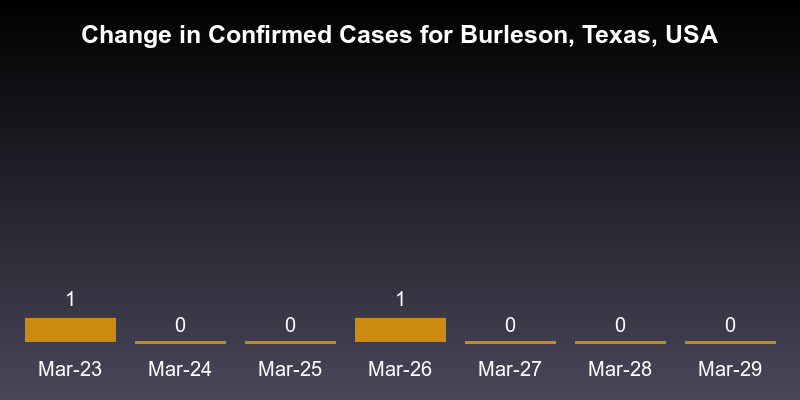 Change in Confirmed Cases for Burleson, Texas, USA
1 0 0 1 0 0 0
Mar-23 Mar-24 Mar-25 Mar-26 Mar-27 Mar-28 Mar-29